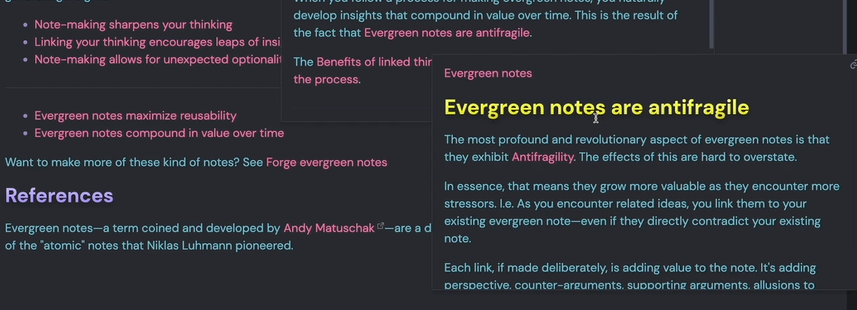 Note-making sharpens your thinking
Linking your thinking encourages leaps of insi
Note-making allows for unexpected optionalit
Evergreen notes maximize reusability
Evergreen notes compound in value over time
Want to make more of these kind of notes? See Forge evergreen notes
References
Evergreen notes—a term coined and developed by Andy Matuschak—are a d
of the "atomic" notes that Niklas Luhmann pioneered.
When you follow a process for making evergreen notes, you naturally
develop insights that compound in value over time. This is the result of
the fact that Evergreen notes are antifragile.
The Benefits of linked thin
the process.
Evergreen notes
Evergreen notes are antifragile
The most profound and revolutionary aspect of evergreen notes is that
they exhibit Antifragility. The effects of this are hard to overstate.
In essence, that means they grow more valuable as they encounter more
stressors. I.e. As you encounter related ideas, you link them to your
existing evergreen note—even if they directly contradict your existing
note.
Each link, if made deliberately, is adding value to the note. It's adding
perspective, counter-arguments, supporting arguments, allusions to